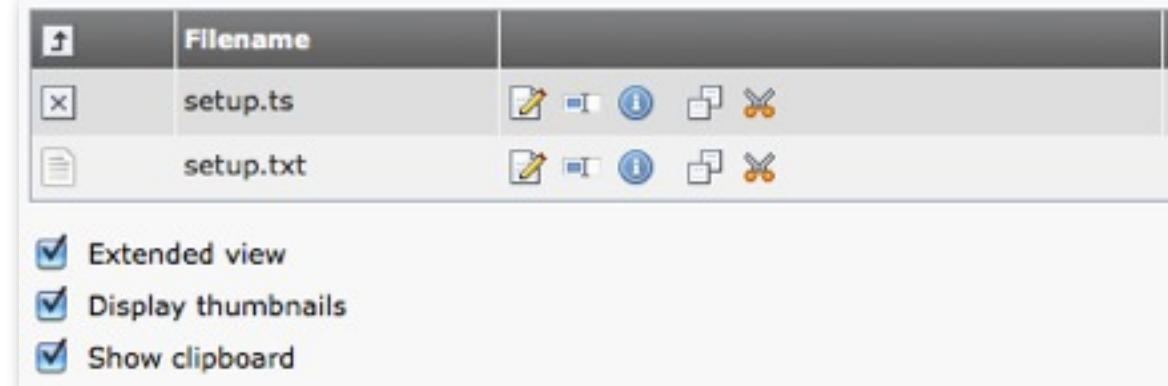 Filename
setup.ts
setup.txt
Extended view
Display thumbnails
Show clipboard